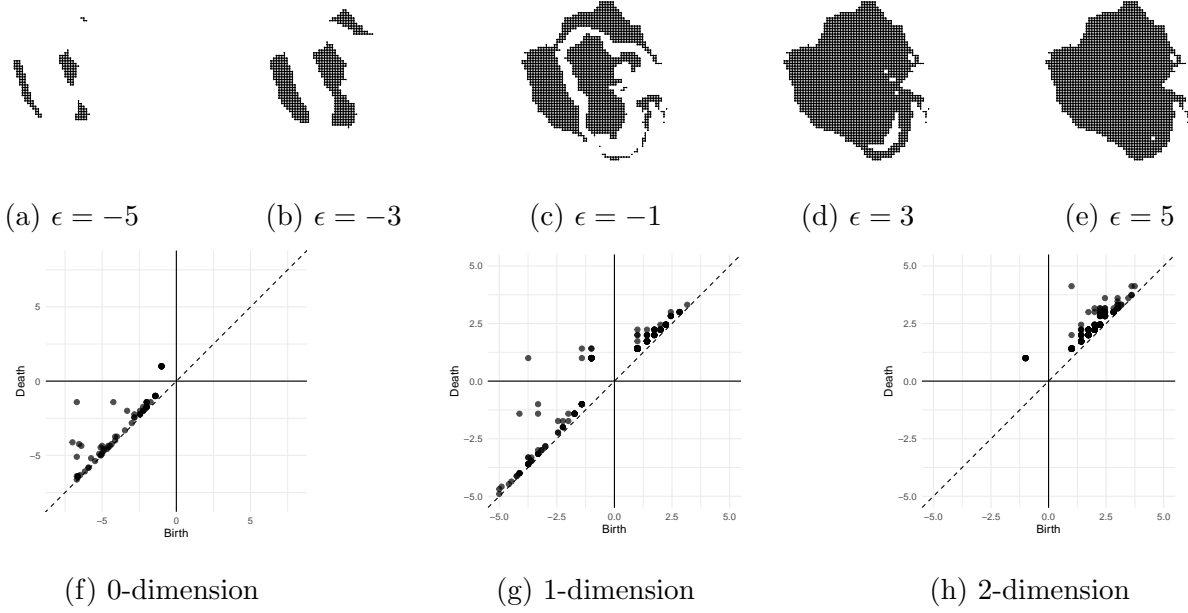 (a) ϵ = −5
(b) ϵ = −3
(c) ϵ = −1
(d) ϵ = 3
(e) ϵ = 5
5
0
−5
Death
−5
0
5
Birth
5.0
2.5
0.0
−2.5
−5.0
Death
−5.0
−2.5
0.0
2.5
5.0
Birth
5.0
2.5
0.0
−2.5
−5.0
Death
−5.0
−2.5
0.0
2.5
5.0
Birth
(f) 0-dimension
(g) 1-dimension
(h) 2-dimension